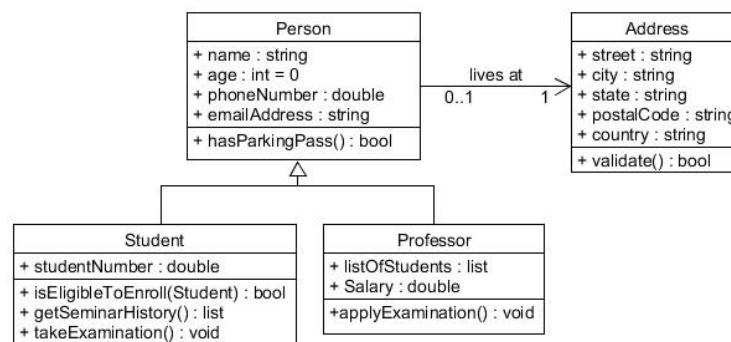 Person
+ name : string
+ age : int = 0
+ phoneNumber : double
+ emailAddress : string
+ hasParkingPass() : bool
lives at
0..1
1
Address
+ street : string
+ city : string
+ state : string
+ postalCode : string
+ country : string
+ validate() : bool
Student
+ studentNumber : double
+ isEligibleToEnroll(Student) : bool
+ getSeminarHistory() : list
+ takeExamination() : void
Professor
+ listOfStudents : list
+ Salary : double
+applyExamination() : void